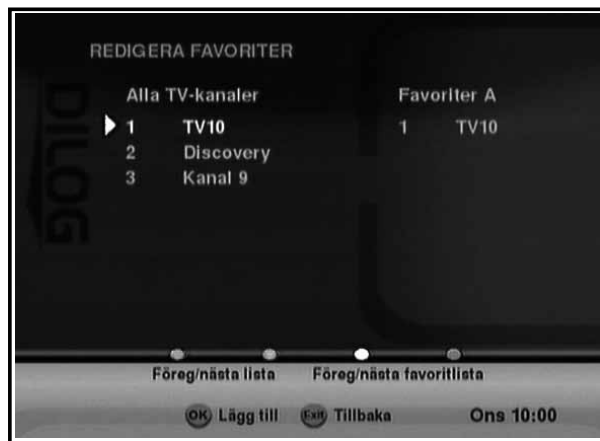 REDIGERA FAVORITER
Alla TV-kanaler
Favoriter A
1 TV10
1 TV10
2 Discovery
3 Kanal 9
DILOG
Föreg/nästa lista
Föreg/nästa favoritlista
OK Lägg till
Exit Tillbaka
Ons 10:00